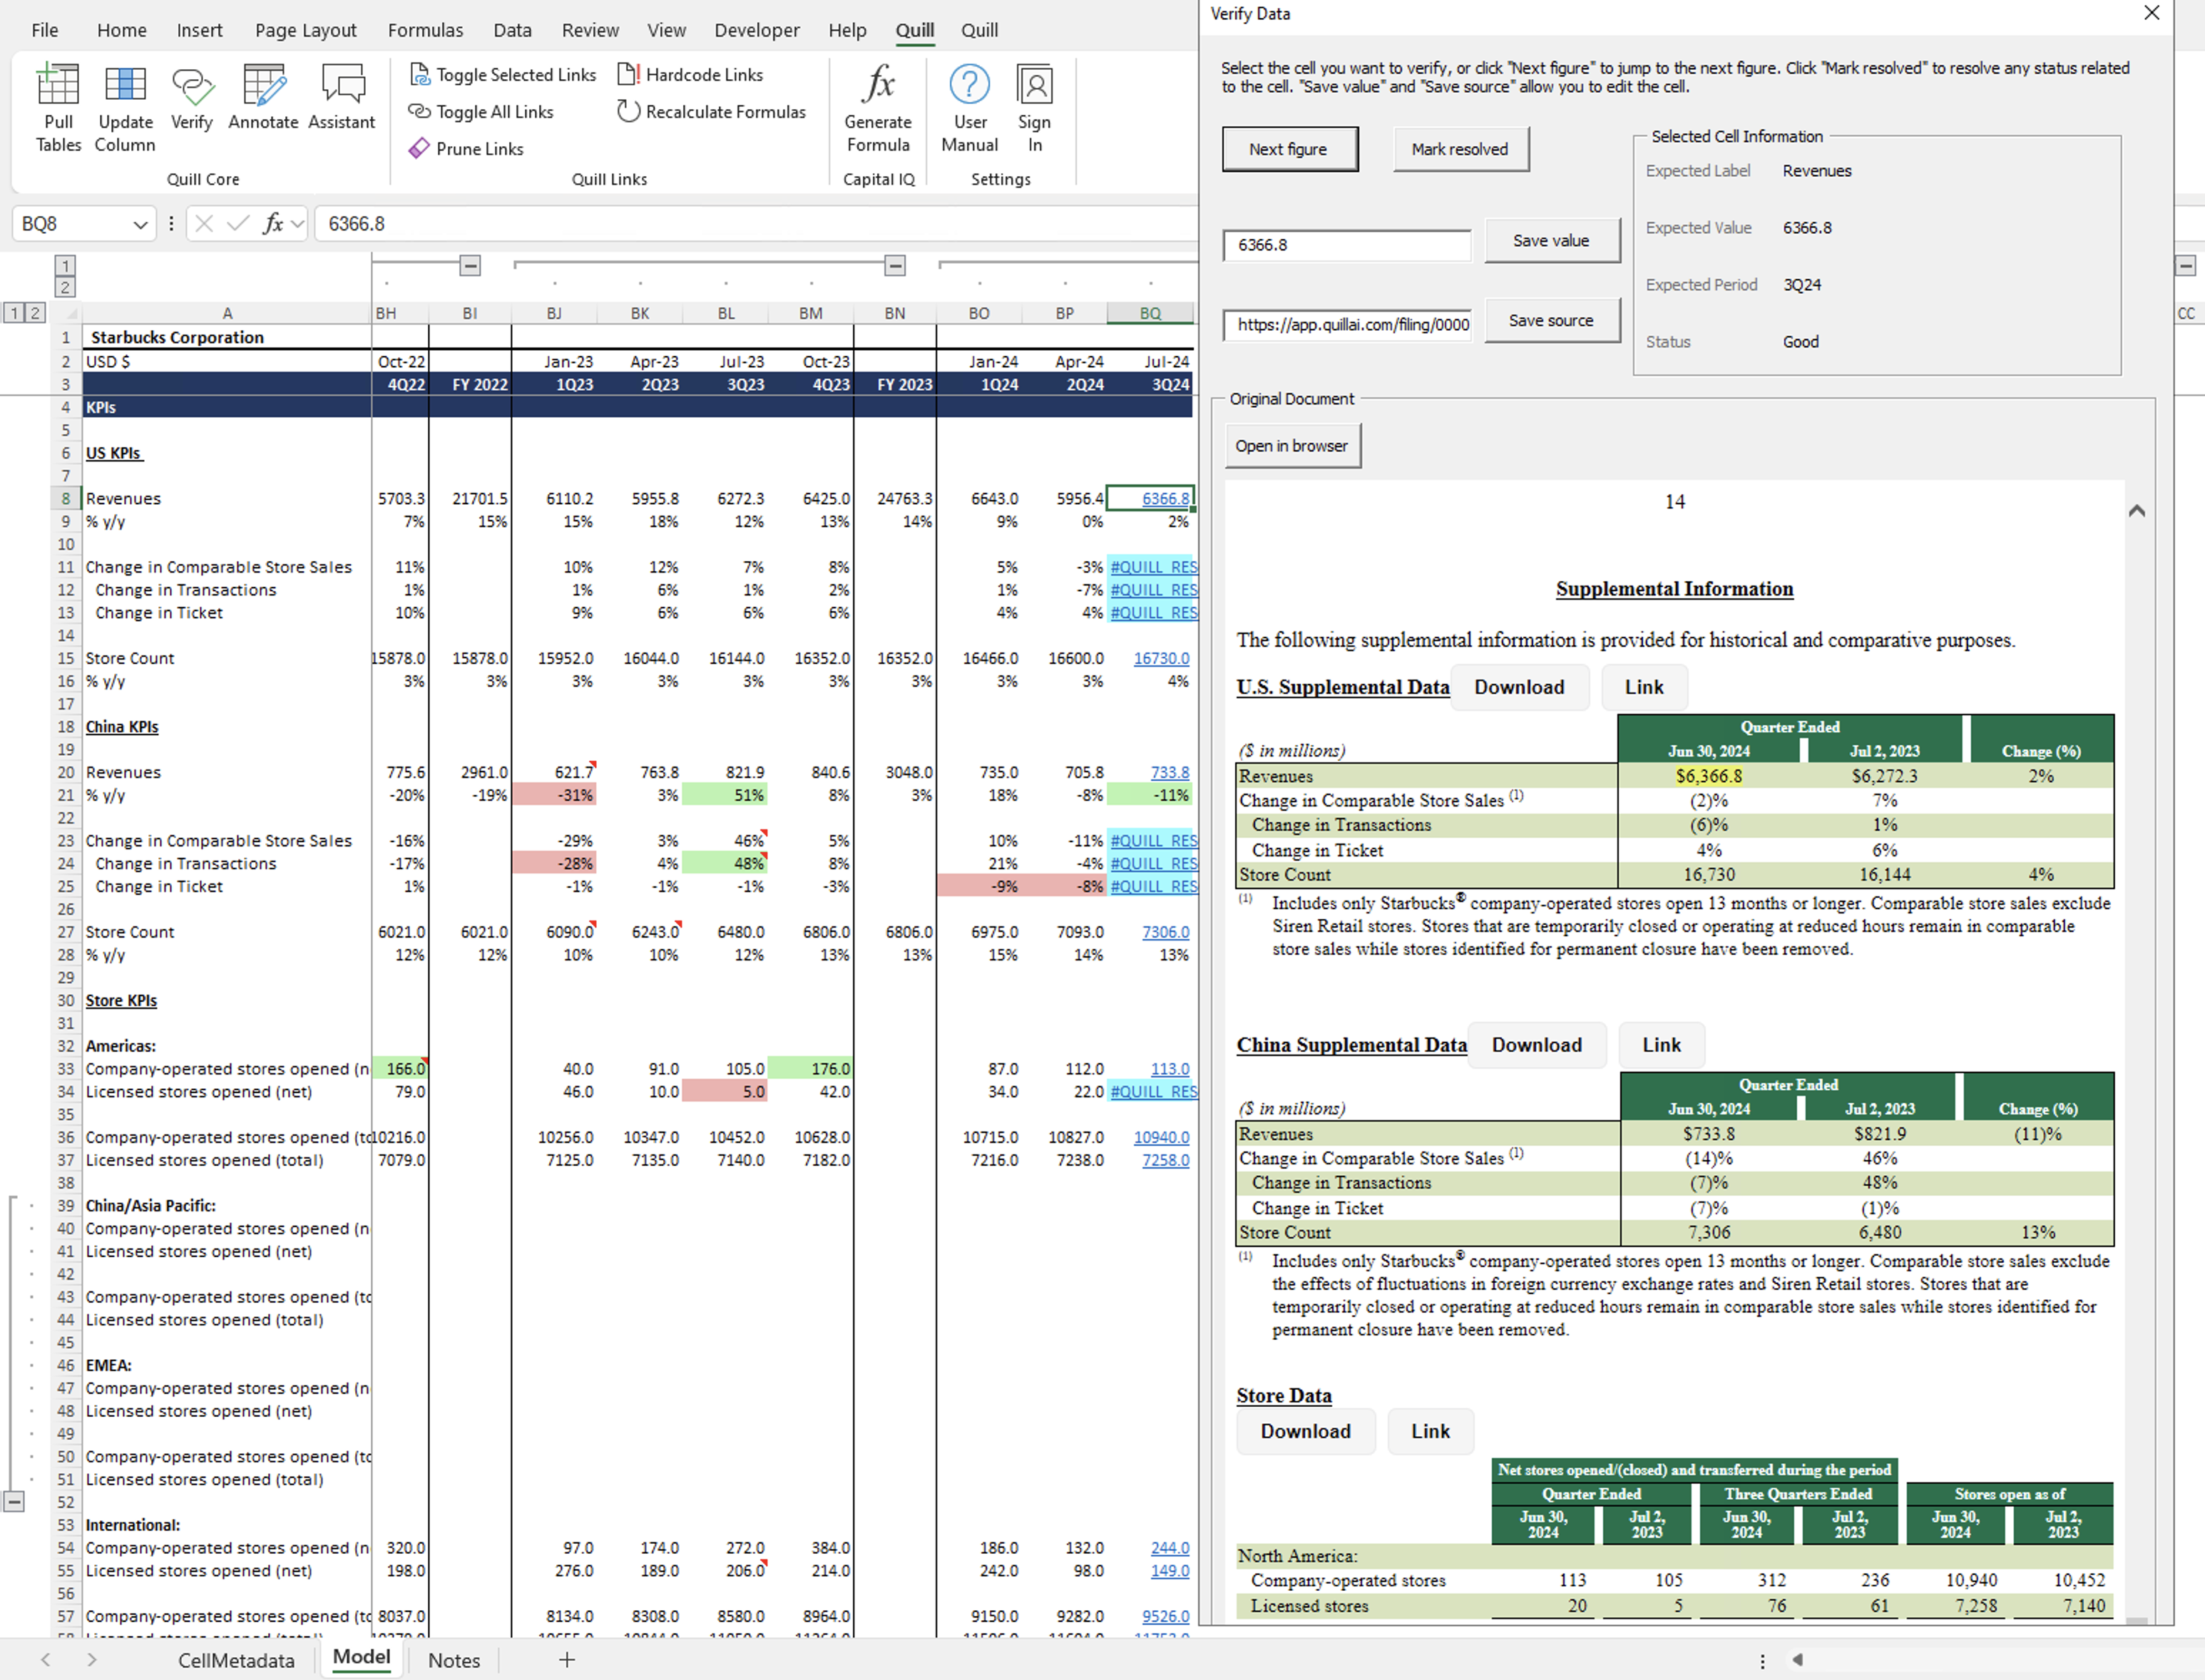 File Home Insert Page Layout Formulas Data Review View Developer Help Quill Quill
Pull Tables Update Column Verify Annotate Assistant
Quill Core
Toggle Selected Links Hardcode Links
Toggle All Links Recalculate Formulas
Prune Links
Quill Links
Generate Formula
Capital IQ
User Manual Sign In
Settings
BQ8 fx 6366.8
1
2
1 2 A BH BI BJ BK BL BM BN BO BP BQ CC
1 Starbucks Corporation
2 USD $ Oct-22 Jan-23 Apr-23 Jul-23 Oct-23 Jan-24 Apr-24 Jul-24
3 4Q22 FY 2022 1Q23 2Q23 3Q23 4Q23 FY 2023 1Q24 2Q24 3Q24
4 KPIs
5
6 US KPIs
7
8 Revenues 5703.3 21701.5 6110.2 5955.8 6272.3 6425.0 24763.3 6643.0 5956.4 6366.8
9 % y/y 7% 15% 15% 18% 12% 13% 14% 9% 0% 2%
10
11 Change in Comparable Store Sales 11% 10% 12% 7% 8% 5% -3% #QUILL_RES
12 Change in Transactions 1% 1% 6% 1% 2% 1% -7% #QUILL_RES
13 Change in Ticket 10% 9% 6% 6% 6% 4% 4% #QUILL_RES
14
15 Store Count 15878.0 15878.0 15952.0 16044.0 16144.0 16352.0 16352.0 16466.0 16600.0 16730.0
16 % y/y 3% 3% 3% 3% 3% 3% 3% 3% 3% 4%
17
18 China KPIs
19
20 Revenues 775.6 2961.0 621.7 763.8 821.9 840.6 3048.0 735.0 705.8 733.8
21 % y/y -20% -19% -31% 3% 51% 8% 3% 18% -8% -11%
22
23 Change in Comparable Store Sales -16% -29% 3% 46% 5% 10% -11% #QUILL_RES
24 Change in Transactions -17% -28% 4% 48% 8% 21% -4% #QUILL_RES
25 Change in Ticket 1% -1% -1% -1% -3% -9% -8% #QUILL_RES
26
27 Store Count 6021.0 6021.0 6090.0 6243.0 6480.0 6806.0 6806.0 6975.0 7093.0 7306.0
28 % y/y 12% 12% 10% 10% 12% 13% 13% 15% 14% 13%
29
30 Store KPIs
31
32 Americas:
33 Company-operated stores opened (n 166.0 40.0 91.0 105.0 176.0 87.0 112.0 113.0
34 Licensed stores opened (net) 79.0 46.0 10.0 5.0 42.0 34.0 22.0 #QUILL_RES
35
36 Company-operated stores opened (to 10216.0 10256.0 10347.0 10452.0 10628.0 10715.0 10827.0 10940.0
37 Licensed stores opened (total) 7079.0 7125.0 7135.0 7140.0 7182.0 7216.0 7238.0 7258.0
38
39 China/Asia Pacific:
40 Company-operated stores opened (n
41 Licensed stores opened (net)
42
43 Company-operated stores opened (to
44 Licensed stores opened (total)
45
46 EMEA:
47 Company-operated stores opened (n
48 Licensed stores opened (net)
49
50 Company-operated stores opened (to
51 Licensed stores opened (total)
52
53 International:
54 Company-operated stores opened (n 320.0 97.0 174.0 272.0 384.0 186.0 132.0 244.0
55 Licensed stores opened (net) 198.0 276.0 189.0 206.0 214.0 242.0 98.0 149.0
56
57 Company-operated stores opened (to 8037.0 8134.0 8308.0 8580.0 8964.0 9150.0 9282.0 9526.0
CellMetadata Model Notes
Verify Data
Select the cell you want to verify, or click "Next figure" to jump to the next figure. Click "Mark resolved" to resolve any status related
to the cell. "Save value" and "Save source" allow you to edit the cell.
Next figure Mark resolved
6366.8 Save value
https://app.quillai.com/filing/0000 Save source
Selected Cell Information
Expected Label Revenues
Expected Value 6366.8
Expected Period 3Q24
Status Good
Original Document
Open in browser
14
Supplemental Information
The following supplemental information is provided for historical and comparative purposes.
U.S. Supplemental Data Download Link
Quarter Ended
($ in millions) Jun 30, 2024 Jul 2, 2023 Change (%)
Revenues $6,366.8 $6,272.3 2%
Change in Comparable Store Sales (1) (2)% 7%
Change in Transactions (6)% 1%
Change in Ticket 4% 6%
Store Count 16,730 16,144 4%
(1) Includes only Starbucks® company-operated stores open 13 months or longer. Comparable store sales exclude
Siren Retail stores. Stores that are temporarily closed or operating at reduced hours remain in comparable
store sales while stores identified for permanent closure have been removed.
China Supplemental Data Download Link
Quarter Ended
($ in millions) Jun 30, 2024 Jul 2, 2023 Change (%)
Revenues $733.8 $821.9 (11)%
Change in Comparable Store Sales (1) (14)% 46%
Change in Transactions (7)% 48%
Change in Ticket (7)% (1)%
Store Count 7,306 6,480 13%
(1) Includes only Starbucks® company-operated stores open 13 months or longer. Comparable store sales exclude
the effects of fluctuations in foreign currency exchange rates and Siren Retail stores. Stores that are
temporarily closed or operating at reduced hours remain in comparable store sales while stores identified for
permanent closure have been removed.
Store Data
Download Link
Net stores opened/(closed) and transferred during the period
Quarter Ended Three Quarters Ended Stores open as of
Jun 30, 2024 Jul 2, 2023 Jun 30, 2024 Jul 2, 2023 Jun 30, 2024 Jul 2, 2023
North America:
Company-operated stores 113 105 312 236 10,940 10,452
Licensed stores 20 5 76 61 7,258 7,140